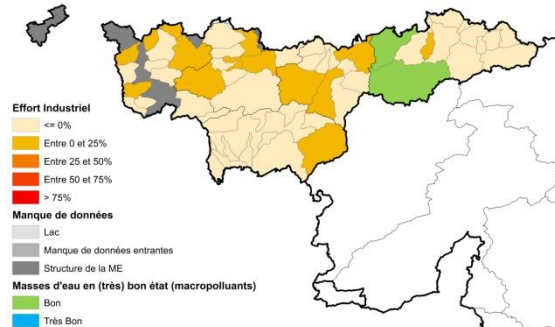 Effort Industriel
<= 0%
Entre 0 et 25%
Entre 25 et 50%
Entre 50 et 75%
> 75%
Manque de données
Lac
Manque de données entrantes
Structure de la ME
Masses d'eau en (très) bon état (macropolluants)
Bon
Très Bon